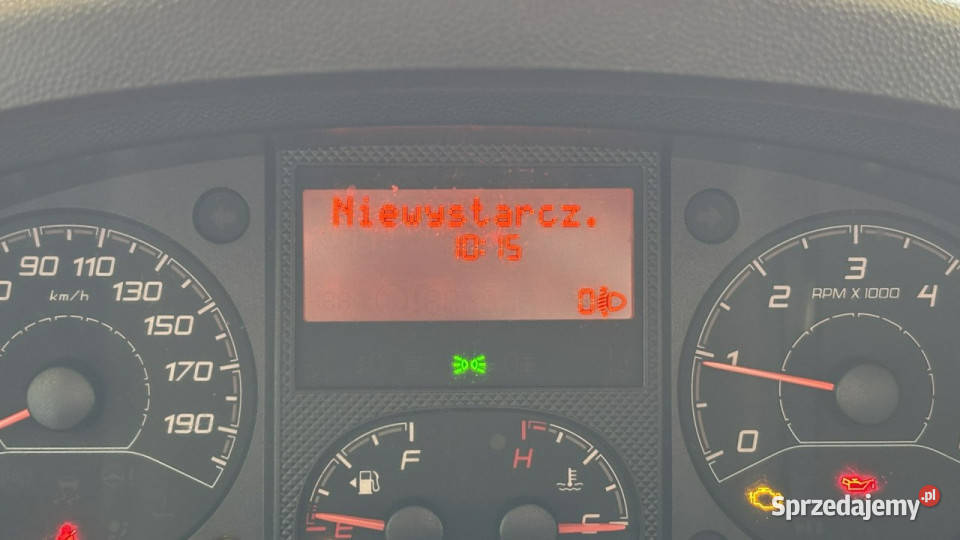 Niewystarcz.
10:15
0
90 110
130
150
170
190
km/h
0
1
2
3
4
RPM X 1000
F
E
H
C
Sprzedajemy.pl